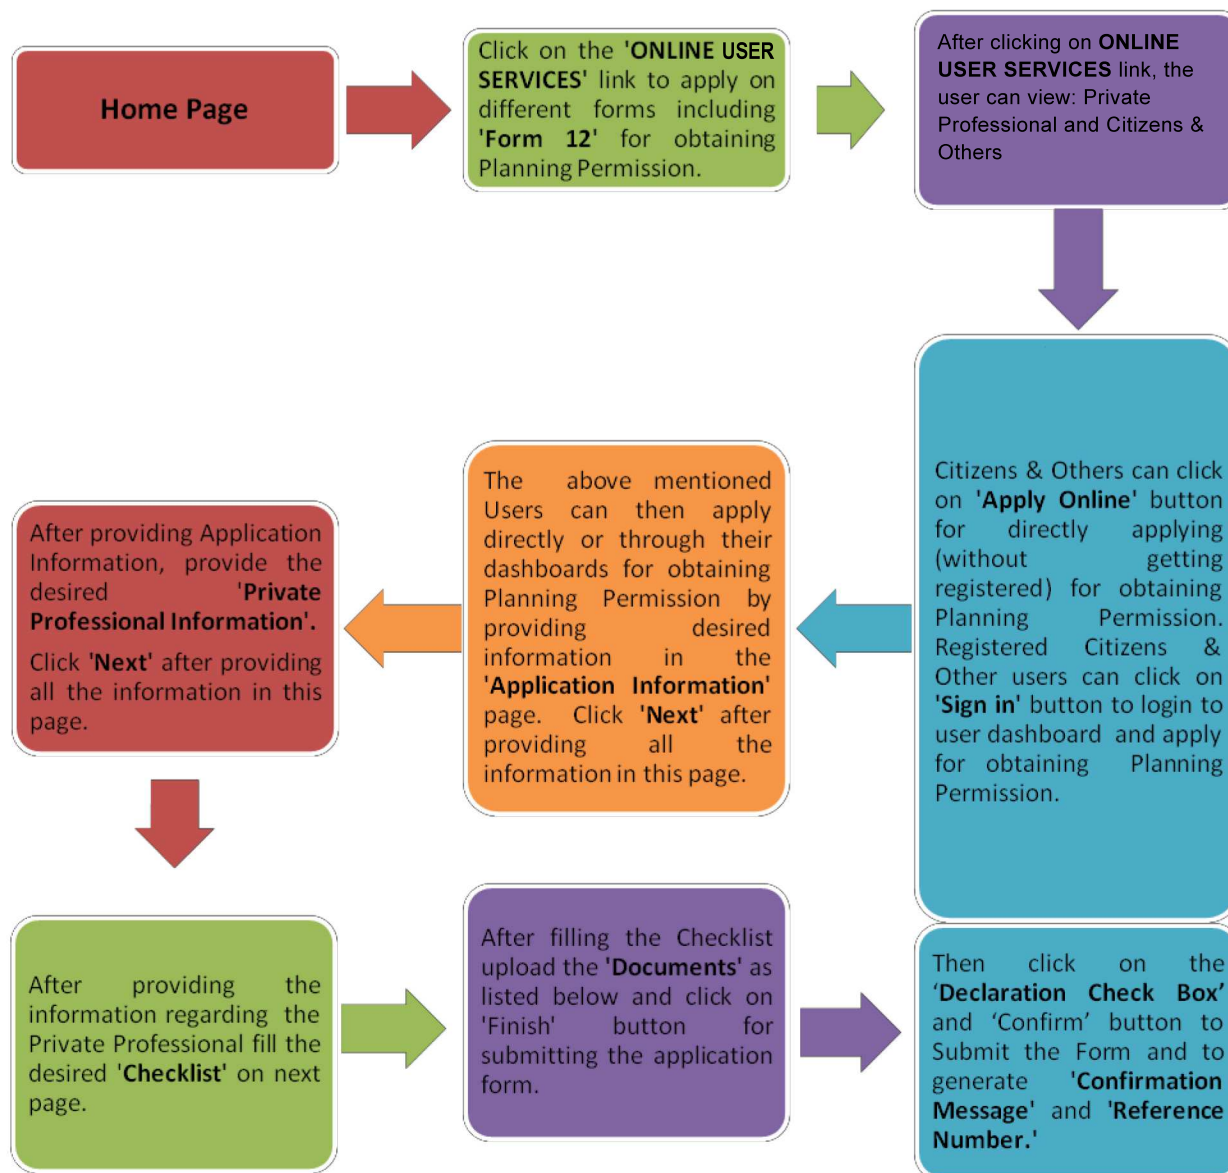 Home Page
Click on the 'ONLINE USER
SERVICES' link to apply on
different forms including
'Form 12' for obtaining
Planning Permission.
After clicking on ONLINE
USER SERVICES link, the
user can view: Private
Professional and Citizens &
Others
Citizens & Others can click
on 'Apply Online' button
for directly applying
(without getting
registered) for obtaining
Planning Permission.
Registered Citizens &
Other users can click on
'Sign in' button to login to
user dashboard and apply
for obtaining Planning
Permission.
The above mentioned
Users can then apply
directly or through their
dashboards for obtaining
Planning Permission by
providing desired
information in the
'Application Information'
page. Click 'Next' after
providing all the
information in this page.
After providing Application
Information, provide the
desired 'Private
Professional Information'.
Click 'Next' after providing
all the information in this
page.
After providing the
information regarding the
Private Professional fill the
desired 'Checklist' on next
page.
After filling the Checklist
upload the 'Documents' as
listed below and click on
'Finish' button for
submitting the application
form.
Then click on the
‘Declaration Check Box’
and ‘Confirm’ button to
Submit the Form and to
generate 'Confirmation
Message' and 'Reference
Number.'